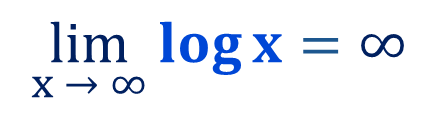 lim log x = ∞
x → ∞